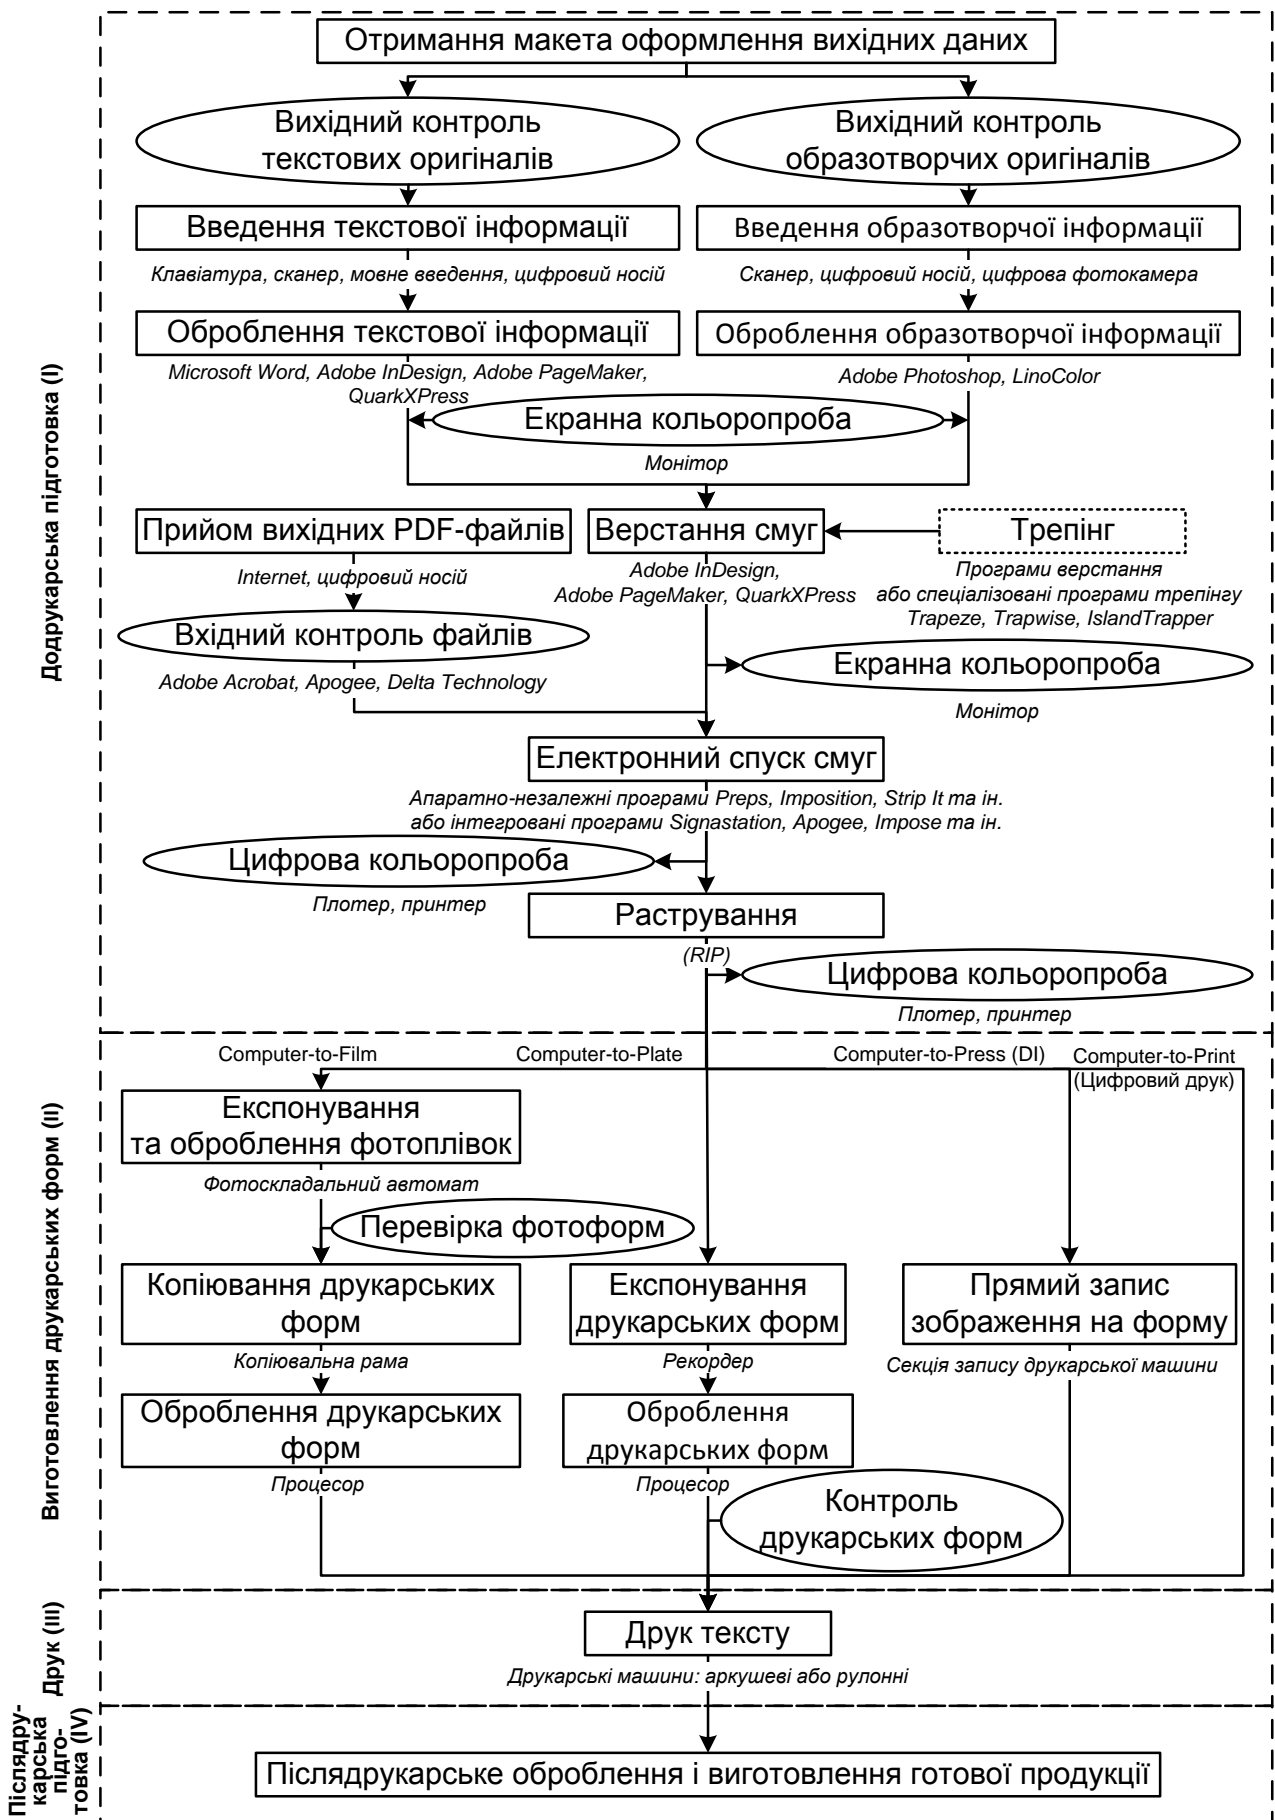 Отримання макета оформлення вихідних даних
Вихідний контроль
текстових оригіналів
Вихідний контроль
образотворчих оригіналів
Введення текстової інформації
Введення образотворчої інформації
Клавіатура, сканер, мовне введення, цифровий носій
Сканер, цифровий носій, цифрова фотокамера
Оброблення текстової інформації
Оброблення образотворчої інформації
Microsoft Word, Adobe InDesign, Adobe PageMaker,
QuarkXPress
Adobe Photoshop, LinoColor
Екранна кольоропроба
Монітор
Прийом вихідних PDF-файлів
Верстання смуг
Трепінг
Internet, цифровий носій
Adobe InDesign,
Adobe PageMaker, QuarkXPress
Програми верстання
або спеціалізовані програми трепінгу
Trapeze, Trapwise, IslandTrapper
Вхідний контроль файлів
Екранна кольоропроба
Adobe Acrobat, Apogee, Delta Technology
Монітор
Електронний спуск смуг
Апаратно-незалежні програми Preps, Imposition, Strip It та ін.
або інтегровані програми Signastation, Apogee, Impose та ін.
Цифрова кольоропроба
Плотер, принтер
Растрування
(RIP)
Цифрова кольоропроба
Плотер, принтер
Додрукарська підготовка (I)
Computer-to-Film
Computer-to-Plate
Computer-to-Press (DI)
Computer-to-Print
(Цифровий друк)
Експонування
та оброблення фотоплівок
Фотоскладальний автомат
Перевірка фотоформ
Копіювання друкарських
форм
Експонування
друкарських форм
Прямий запис
зображення на форму
Копіювальна рама
Рекордер
Секція запису друкарської машини
Оброблення друкарських
форм
Оброблення
друкарських форм
Процесор
Процесор
Контроль
друкарських форм
Виготовлення друкарських форм (II)
Друк тексту
Друкарські машини: аркушеві або рулонні
Друк (III)
Післядрукарське оброблення і виготовлення готової продукції
Післядру-
карська
підго-
товка (IV)